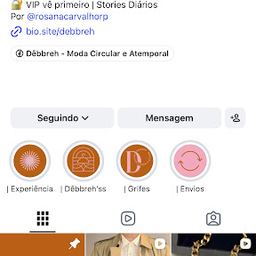 🔐 VIP vê primeiro | Stories Diários
Por @rosanacarvalhorp
bio.site/debbreh
Dêbbreh - Moda Circular e Atemporal
Seguindo
Mensagem
| Experiência
| Dêbbreh'ss
| Grifes
| Envios